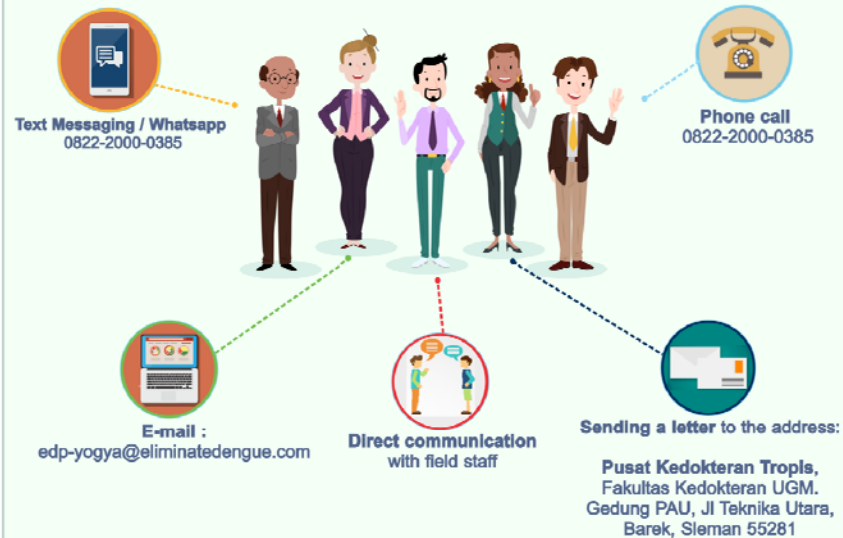 Text Messaging / Whatsapp
0822-2000-0385
Phone call
0822-2000-0385
E-mail :
edp-yogya@eliminatedengue.com
Direct communication
with field staff
Sending a letter to the address:
Pusat Kedokteran Tropis,
Fakultas Kedokteran UGM.
Gedung PAU, Jl Teknika Utara,
Barek, Sleman 55281